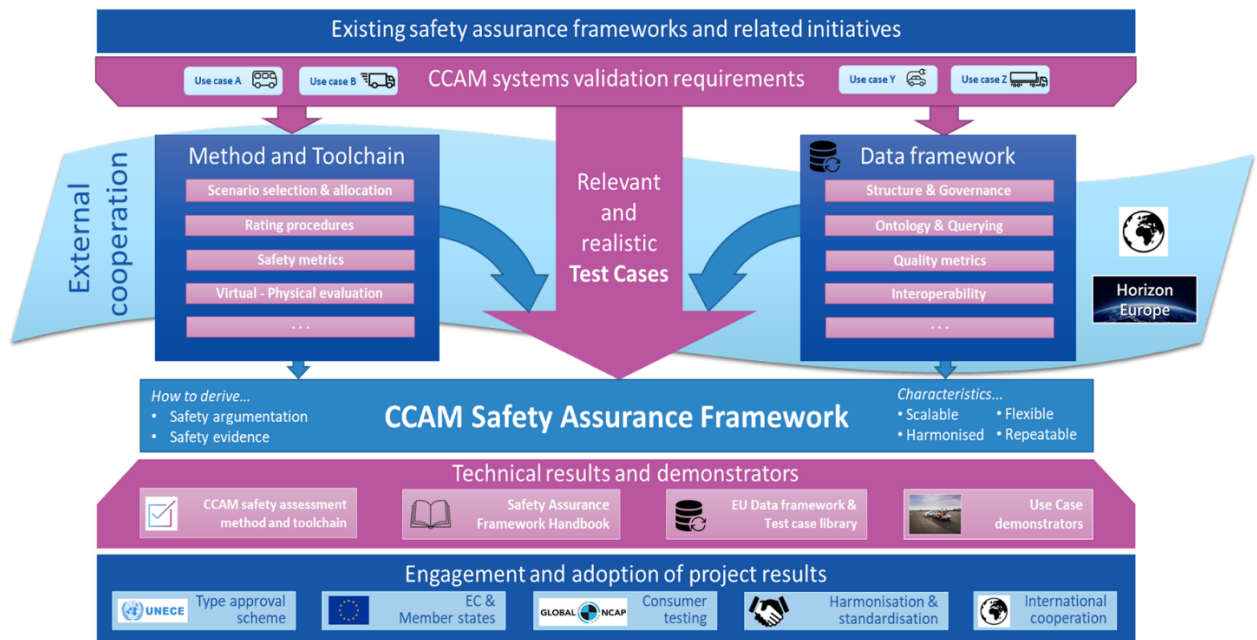 Existing safety assurance frameworks and related initiatives
Use case A
Use case B
CCAM systems validation requirements
Use case Y
Use case Z
External
cooperation
Method and Toolchain
Scenario selection & allocation
Rating procedures
Safety metrics
Virtual - Physical evaluation
. . .
Relevant
and
realistic
Test Cases
Data framework
Structure & Governance
Ontology & Querying
Quality metrics
Interoperability
. . .
Horizon
Europe
How to derive...
• Safety argumentation
• Safety evidence
CCAM Safety Assurance Framework
Characteristics...
• Scalable • Flexible
• Harmonised • Repeatable
Technical results and demonstrators
CCAM safety assessment
method and toolchain
Safety Assurance
Framework Handbook
EU Data framework &
Test case library
Use Case
demonstrators
Engagement and adoption of project results
UNECE
Type approval
scheme
EC &
Member states
GLOBAL NCAP
Consumer
testing
Harmonisation &
standardisation
International
cooperation